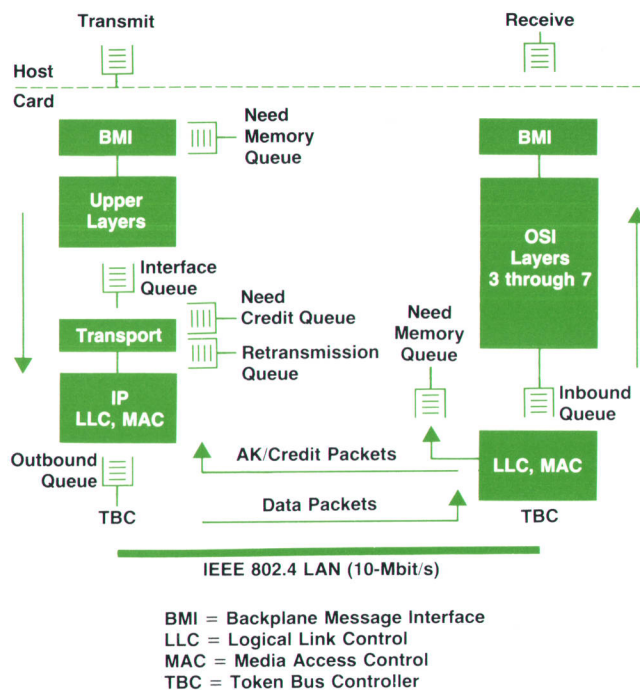 Transmit
Receive
Host
Card
BMI
Need
Memory
Queue
BMI
Upper
Layers
OSI
Layers
3 through 7
Interface
Queue
Need
Credit Queue
Transport
Retransmission
Queue
Need
Memory
Queue
IP
LLC, MAC
Inbound
Queue
Outbound
Queue
AK/Credit Packets
LLC, MAC
TBC
Data Packets
TBC
IEEE 802.4 LAN (10-Mbit/s)
BMI = Backplane Message Interface
LLC = Logical Link Control
MAC = Media Access Control
TBC = Token Bus Controller